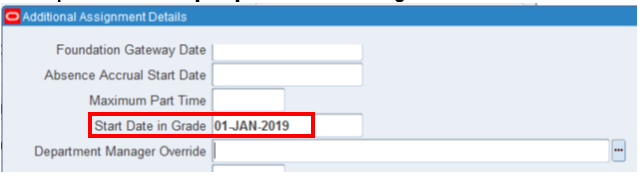 Additional Assignment Details
Foundation Gateway Date
Absence Accrual Start Date
Maximum Part Time
Start Date in Grade 01-JAN-2019
Department Manager Override